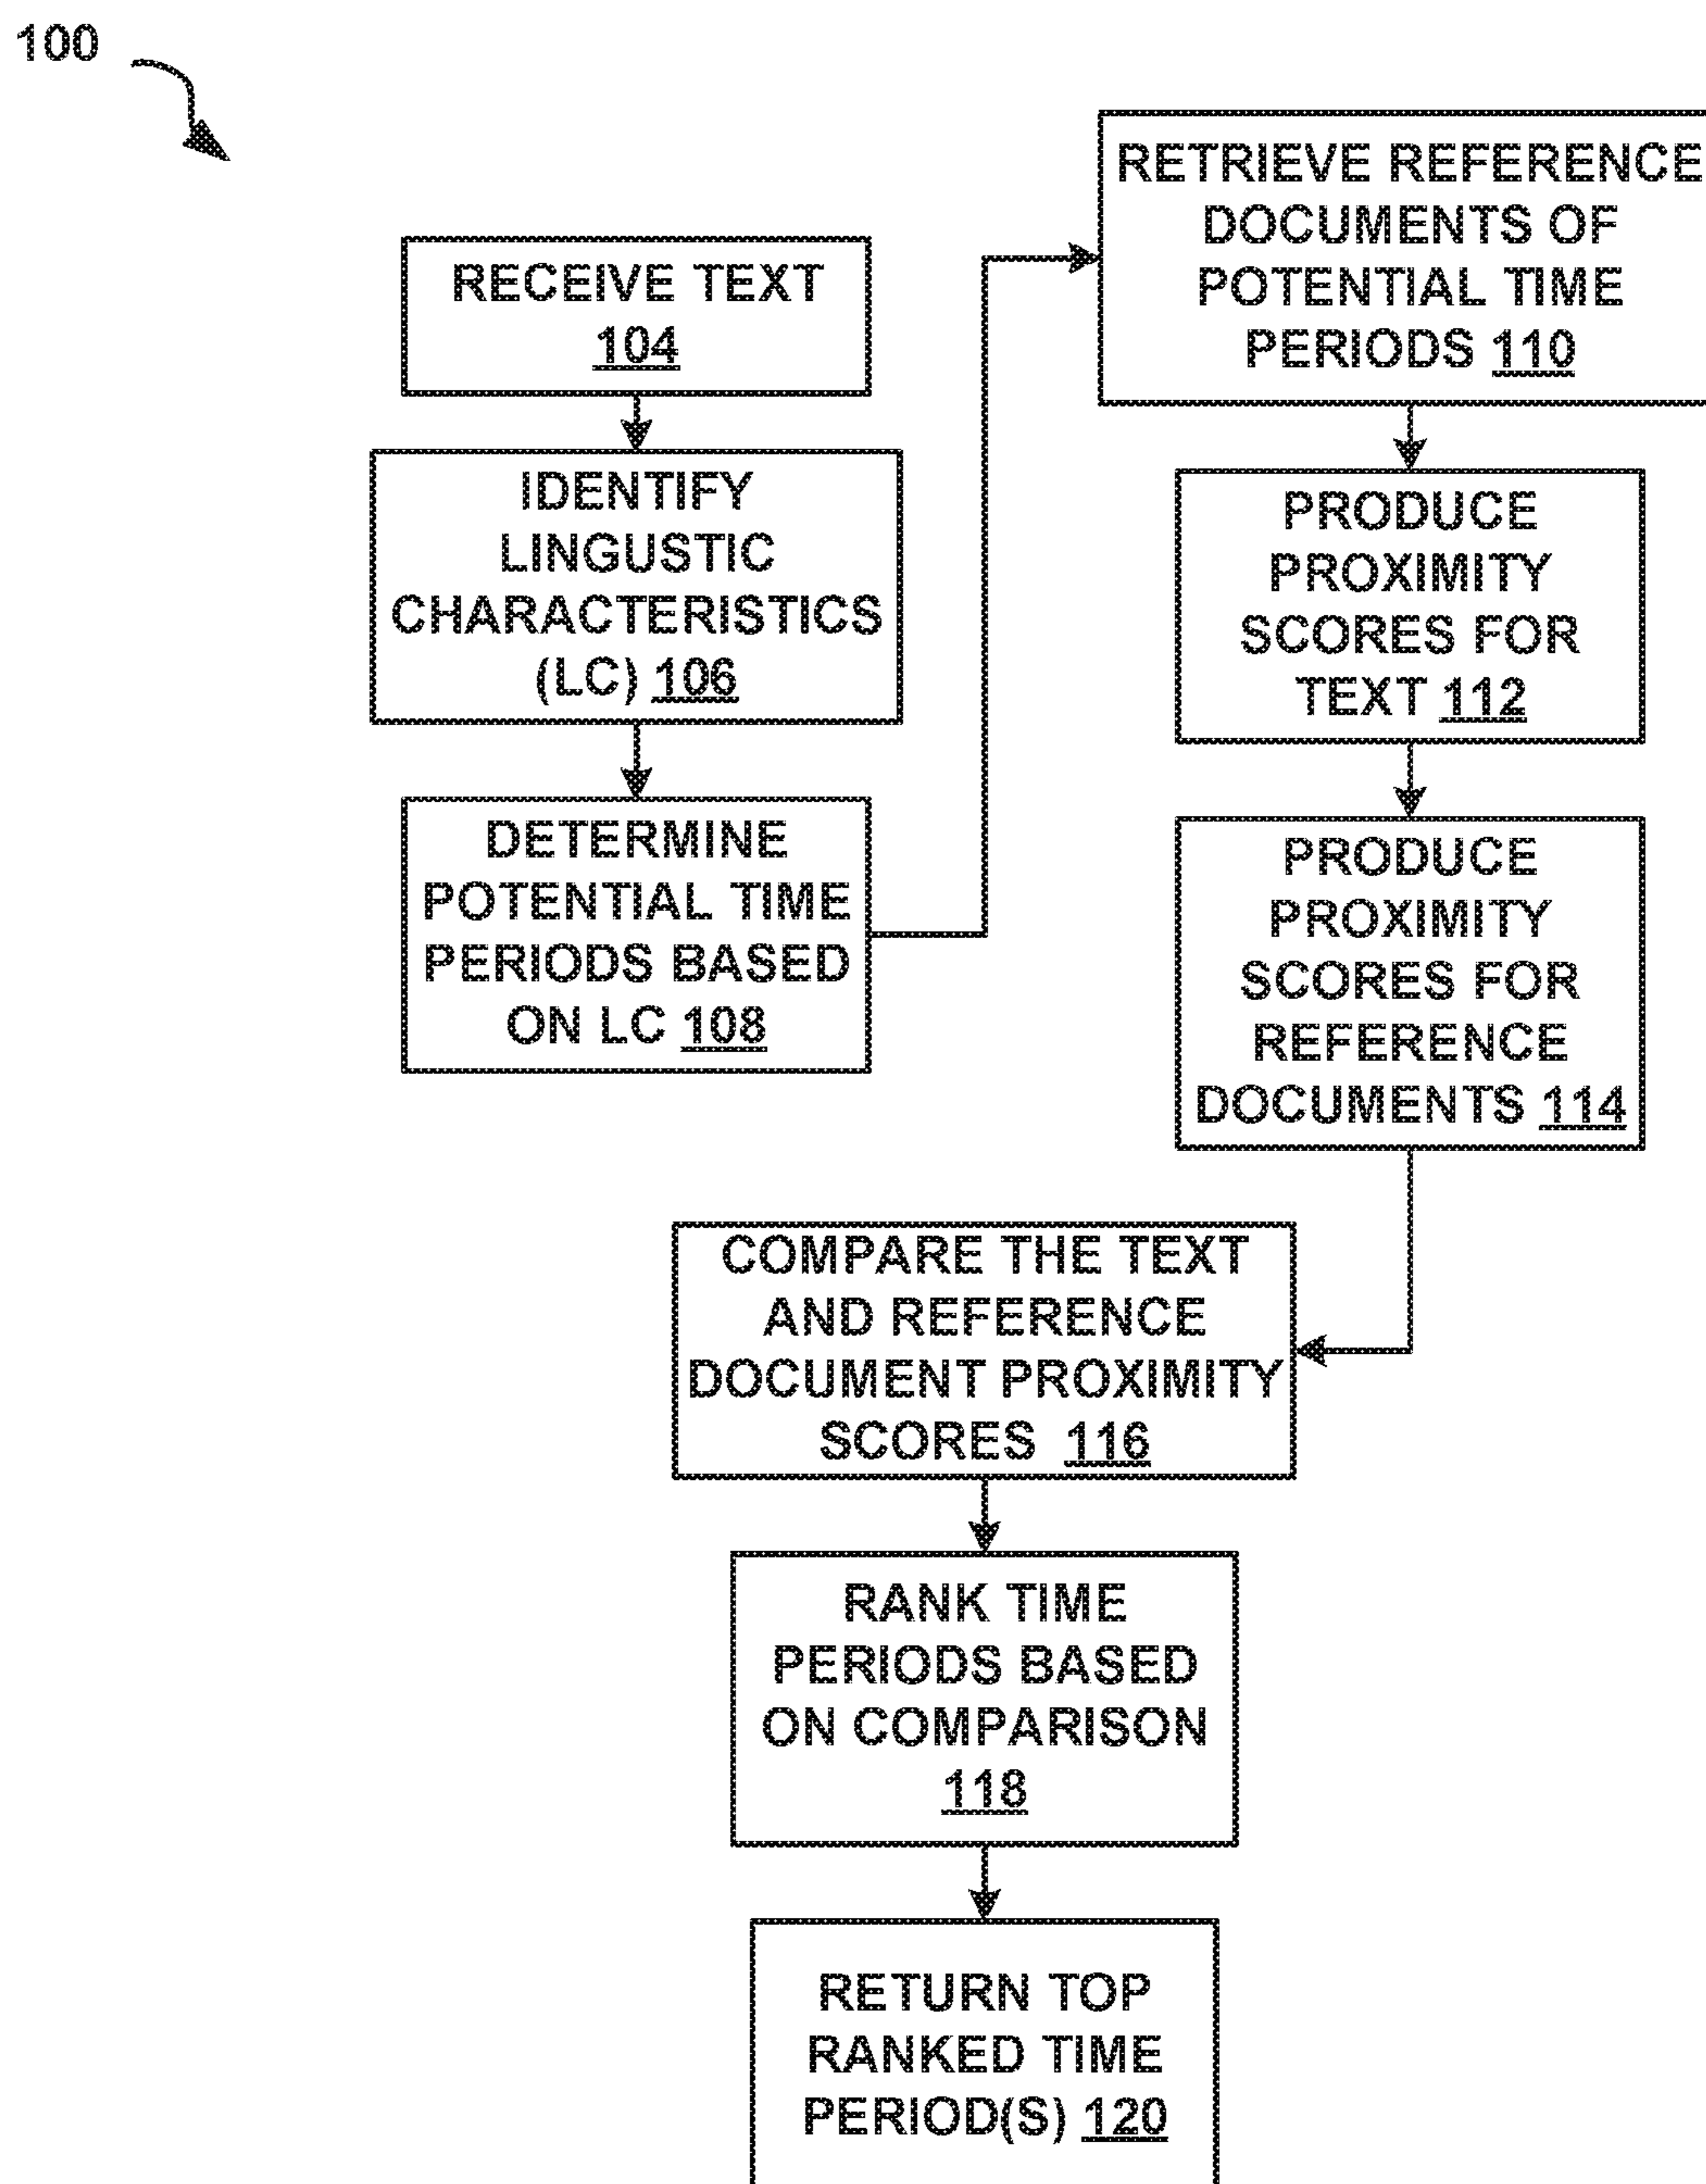 100
RECEIVE TEXT
104
IDENTIFY
LINGUSTIC
CHARACTERISTICS
(LC) 106
DETERMINE
POTENTIAL TIME
PERIODS BASED
ON LC 108
RETRIEVE REFERENCE
DOCUMENTS OF
POTENTIAL TIME
PERIODS 110
PRODUCE
PROXIMITY
SCORES FOR
TEXT 112
PRODUCE
PROXIMITY
SCORES FOR
REFERENCE
DOCUMENTS 114
COMPARE THE TEXT
AND REFERENCE
DOCUMENT PROXIMITY
SCORES 116
RANK TIME
PERIODS BASED
ON COMPARISON
118
RETURN TOP
RANKED TIME
PERIOD(S) 120